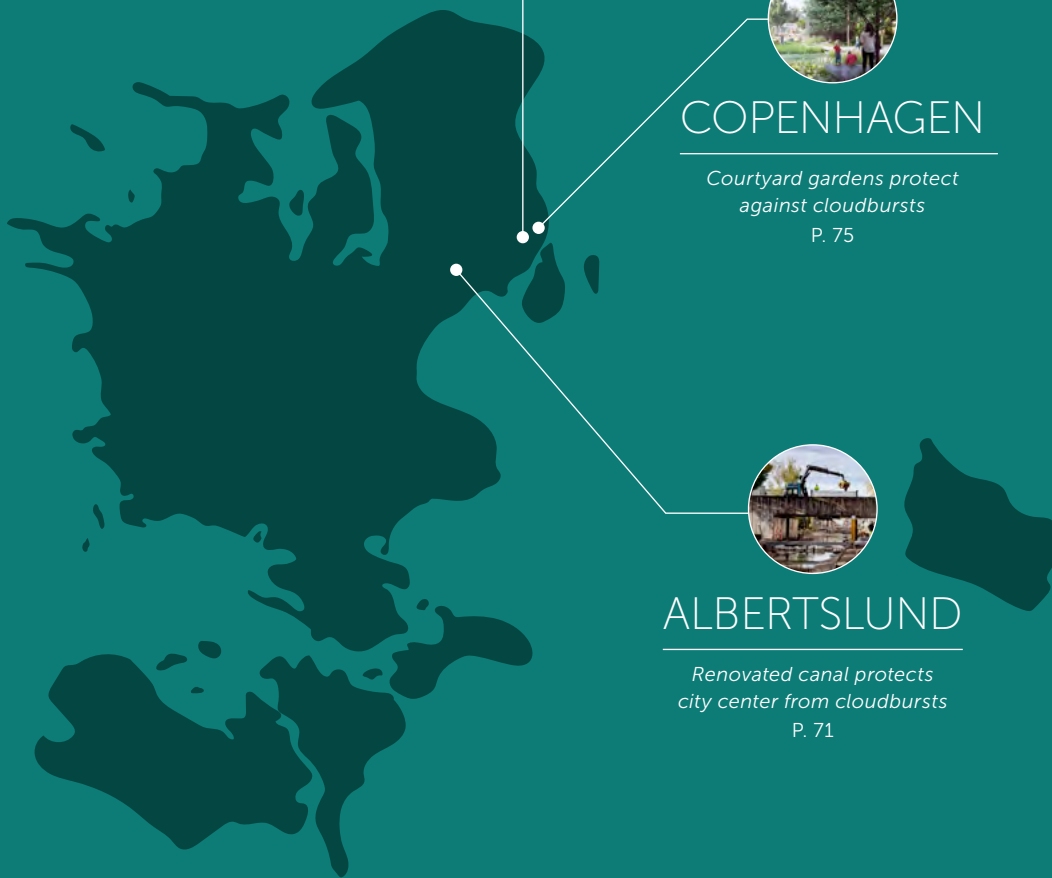 COPENHAGEN
Courtyard gardens protect
against cloudbursts
P. 75
ALBERTSLUND
Renovated canal protects
city center from cloudbursts
P. 71